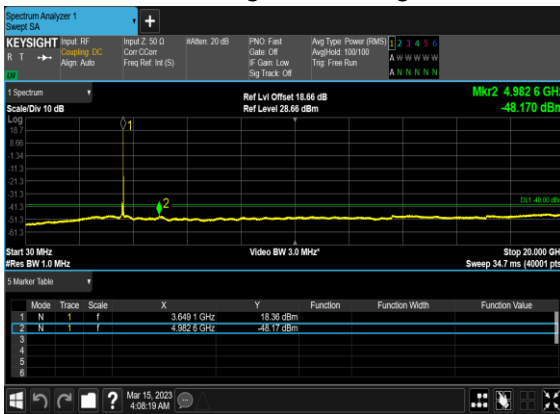 Spectrum Analyzer 1
Swept SA
+
KEYSIGHT Input: RF Input Z: 50 Ω #Atten: 20 dB PNO: Fast Avg Type: Power (RMS) 1 2 3 4 5 6
R T Coupling: DC Corr CCorr Gate: Off Avg|Hold: 100/100 A W W W W W
Align: Auto Freq Ref: Int (S) IF Gain: Low Trig: Free Run
LV Sig Track: Off A N N N N N
1 Spectrum Ref Lvl Offset 18.66 dB Mkr2 4.982 6 GHz
Scale/Div 10 dB Ref Level 28.66 dBm -48.170 dBm
Log
18.7
8.66
-1.34
-11.3
-21.3
-31.3
-41.3
-51.3
-61.3
1
2
DL1 -40.00 dBm
Start 30 MHz Video BW 3.0 MHz* Stop 20.000 GHz
#Res BW 1.0 MHz Sweep 34.7 ms (40001 pts
5 Marker Table
Mode Trace Scale X Y Function Function Width Function Value
1 N 1 f 3.649 1 GHz 18.36 dBm
2 N 1 f 4.982 6 GHz -48.17 dBm
3
4
5
6
? Mar 15, 2023
4:08:19 AM